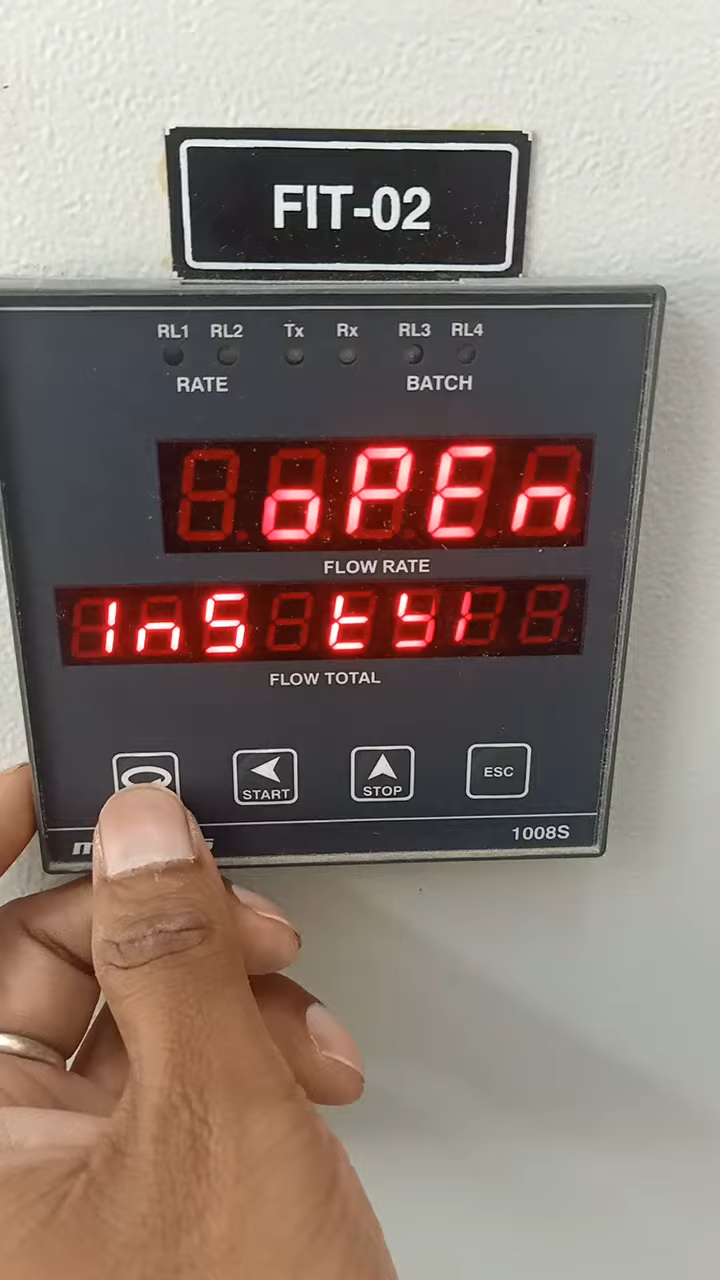 FIT-02
RL1 RL2 Tx Rx RL3 RL4
RATE BATCH
oPEn
FLOW RATE
InS
FLOW TOTAL
START STOP ESC
1008S